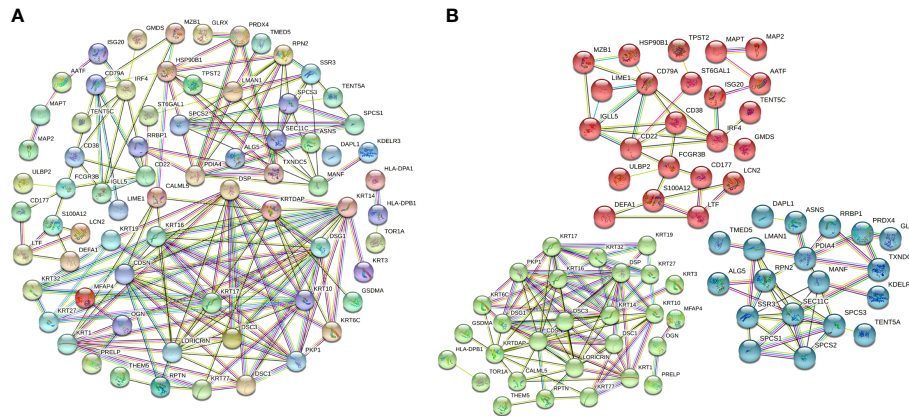 A
B
MZB1
GLRX
PRDX4
GMDS
TMED5
ISG20
HSP90B1
RPN2
AATF
CD79A
IRF4
TPST2
LMAN1
SSR3
MAPT
TENT5C
ST6GAL1
SPCS3
TENT5A
MAP2
SPCS2
SPCS1
CD38
RRBP1
SEC11C
ASNS
ALG5
DAPL1
KDELR3
ULBP2
FCGR3B
IGLL5
CD22
PDIA4
TXNDC5
CALML5
DSP
MANF
HLA-DPA1
CD177
S100A12
LIME1
KRTDAP
KRT14
LCN2
KRT19
KRT16
HLA-DPB1
LTF
DEFA1
DSG1
TOR1A
CDSN
KRT32
MFAP4
KRT17
KRT10
KRT3
KRT27
OGN
GSDMA
DSC3
KRT6C
KRT1
LORICRIN
PKP1
PRELP
THEM5
DSC1
RPTN
KRT77
MZB1
HSP90B1
TPST2
MAPT
MAP2
LIME1
CD79A
ST6GAL1
AATF
ISG20
IGLL5
CD38
TENT5C
CD22
IRF4
GMDS
FCGR3B
ULBP2
CD177
LCN2
S100A12
DEFA1
LTF
DAPL1
ASNS
RRBP1
PRDX4
GL
TMED5
LMAN1
PDIA4
TXNDC
ALG5
RPN2
MANF
KDELR
SSR3
SEC11C
SPCS3
TENT5A
SPCS1
SPCS2
KRT17
KRT19
KRT32
PKP1
KRT16
DSP
KRT27
KRT3
KRT6C
DSG1
DSC3
KRT14
KRT10
MFAP4
GSDMA
CDSN
DSC1
KRTDAP
OGN
HLA-DPB1
LORICRIN
TOR1A
CALML5
KRT1
PRELP
THEM5
RPTN
KRT77